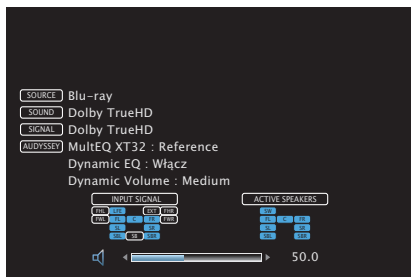 SOURCE Blu-ray
SOUND Dolby TrueHD
SIGNAL Dolby TrueHD
AUDYSSEY MultEQ XT32 : Reference
Dynamic EQ : Włącz
Dynamic Volume : Medium
INPUT SIGNAL ACTIVE SPEAKERS
FHL LFE EXT FHR SW
FWL FL C FR FWR FL C FR
SL SR SL SR
SBL SB SBR SBL SBR
50.0